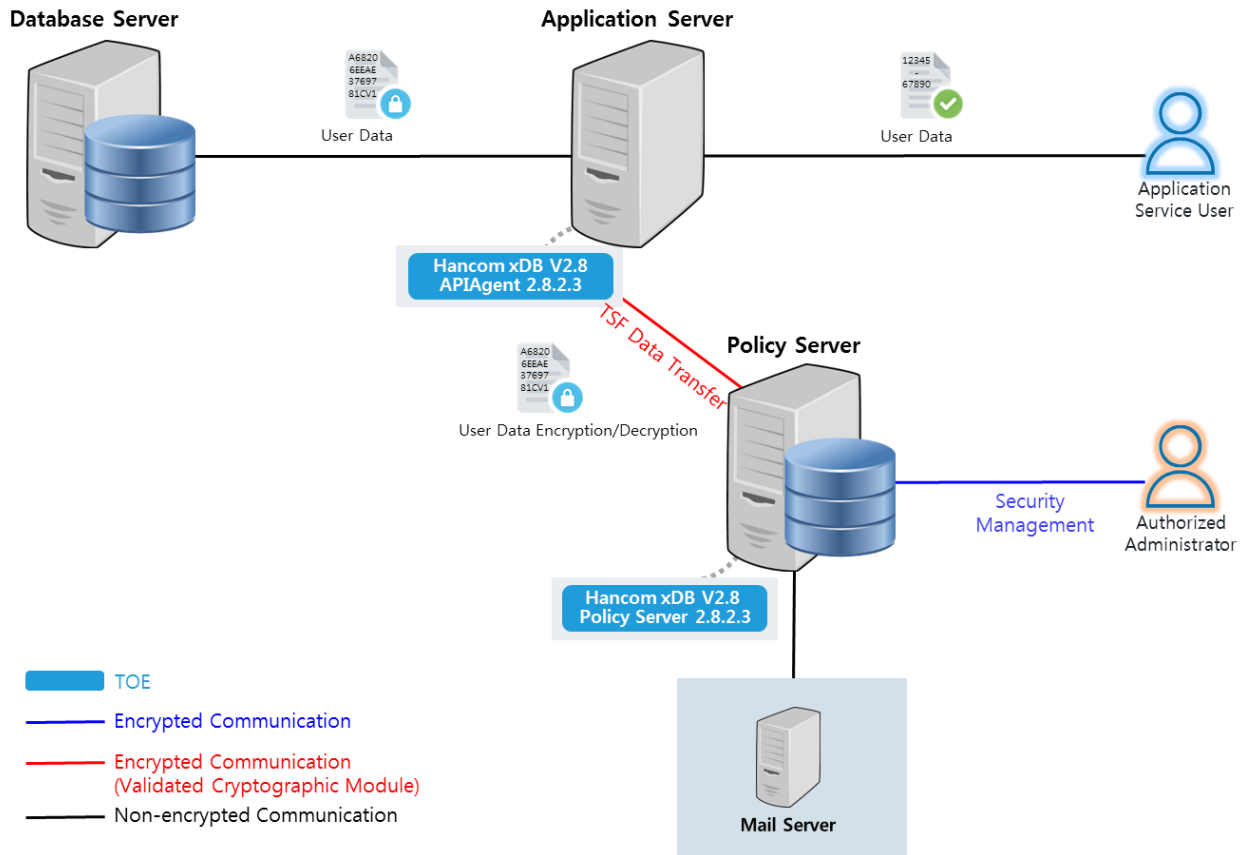 Database Server
Application Server
A6820
6EEAE
37697
81CV1
User Data
12345
-
67890
User Data
Application
Service User
Hancom xDB V2.8
APIAgent 2.8.2.3
TSF Data Transfer
Policy Server
A6820
6EEAE
37697
81CV1
User Data Encryption/Decryption
Security
Management
Authorized
Administrator
Hancom xDB V2.8
Policy Server 2.8.2.3
TOE
Encrypted Communication
Encrypted Communication
(Validated Cryptographic Module)
Non-encrypted Communication
Mail Server